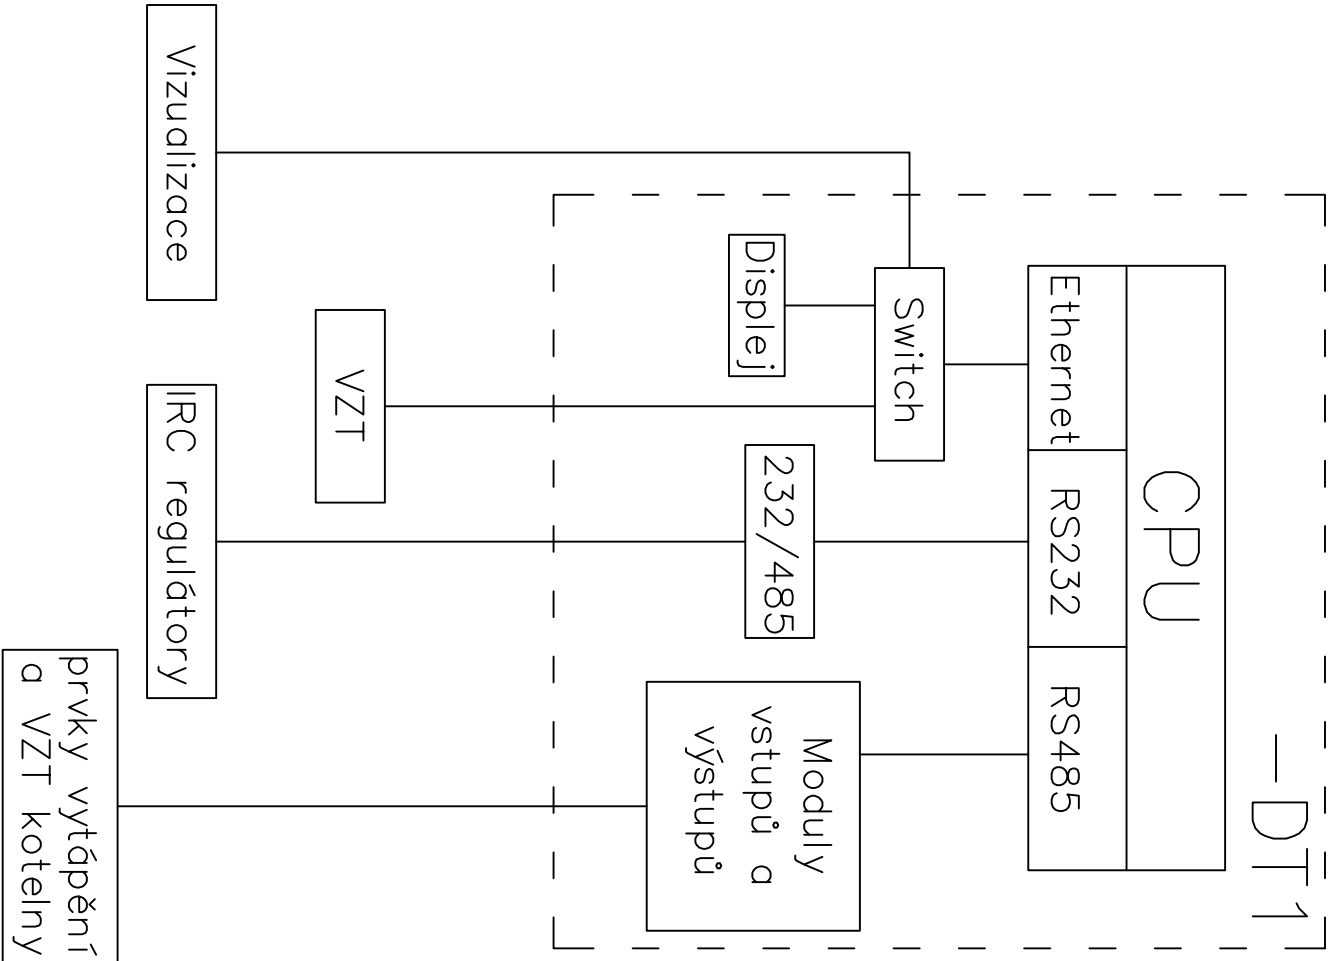 -DT1
CPU
Ethernet
RS232
RS485
Switch
Displej
232/485
Moduly
vstupů a
výstupů
VZT
Vizualizace
IRC regulátory
prvky vytápění
a VZT kotelny